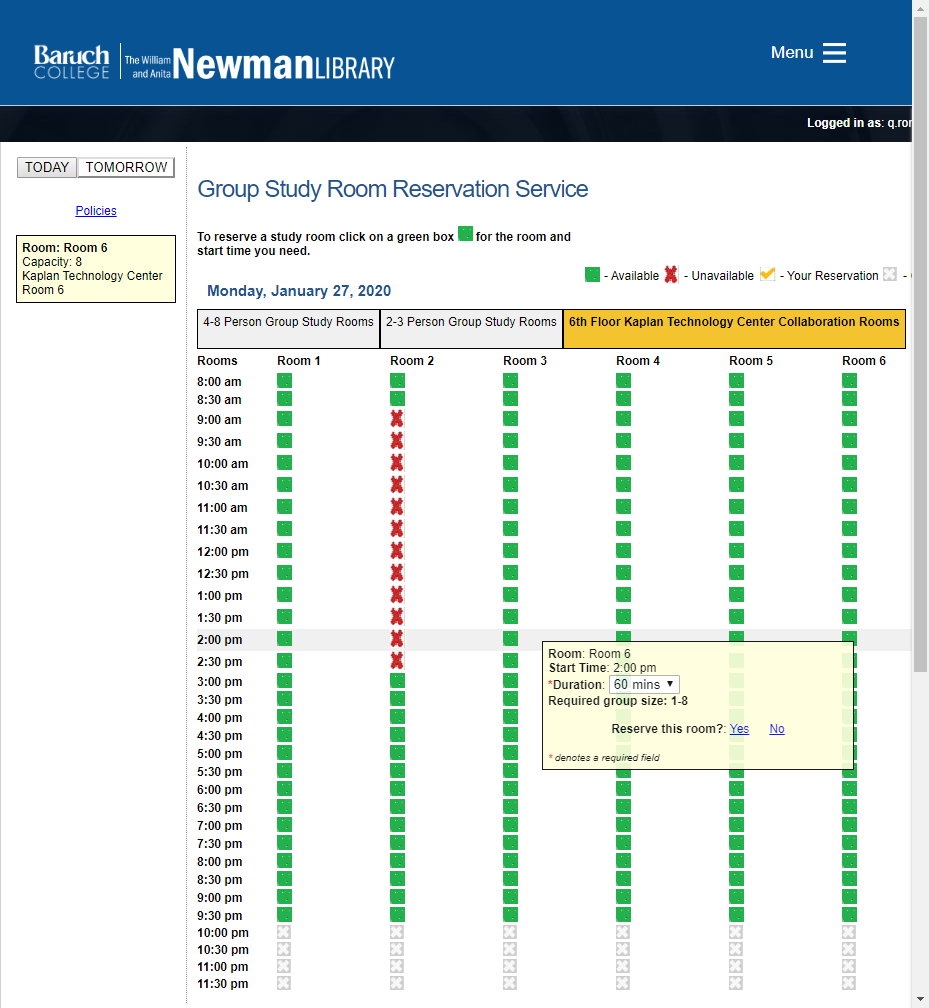 Baruch COLLEGE The William and Anita Newman LIBRARY
Menu
Logged in as: q.ror
TODAY TOMORROW
Policies
Room: Room 6
Capacity: 8
Kaplan Technology Center
Room 6
Group Study Room Reservation Service
To reserve a study room click on a green box for the room and
start time you need.
- Available - Unavailable - Your Reservation -
Monday, January 27, 2020
4-8 Person Group Study Rooms 2-3 Person Group Study Rooms 6th Floor Kaplan Technology Center Collaboration Rooms
Rooms Room 1 Room 2 Room 3 Room 4 Room 5 Room 6
8:00 am
8:30 am
9:00 am
9:30 am
10:00 am
10:30 am
11:00 am
11:30 am
12:00 pm
12:30 pm
1:00 pm
1:30 pm
2:00 pm
2:30 pm
3:00 pm
3:30 pm
4:00 pm
4:30 pm
5:00 pm
5:30 pm
6:00 pm
6:30 pm
7:00 pm
7:30 pm
8:00 pm
8:30 pm
9:00 pm
9:30 pm
10:00 pm
10:30 pm
11:00 pm
11:30 pm
Room: Room 6
Start Time: 2:00 pm
*Duration: 60 mins
Required group size: 1-8
Reserve this room?: Yes No
* denotes a required field